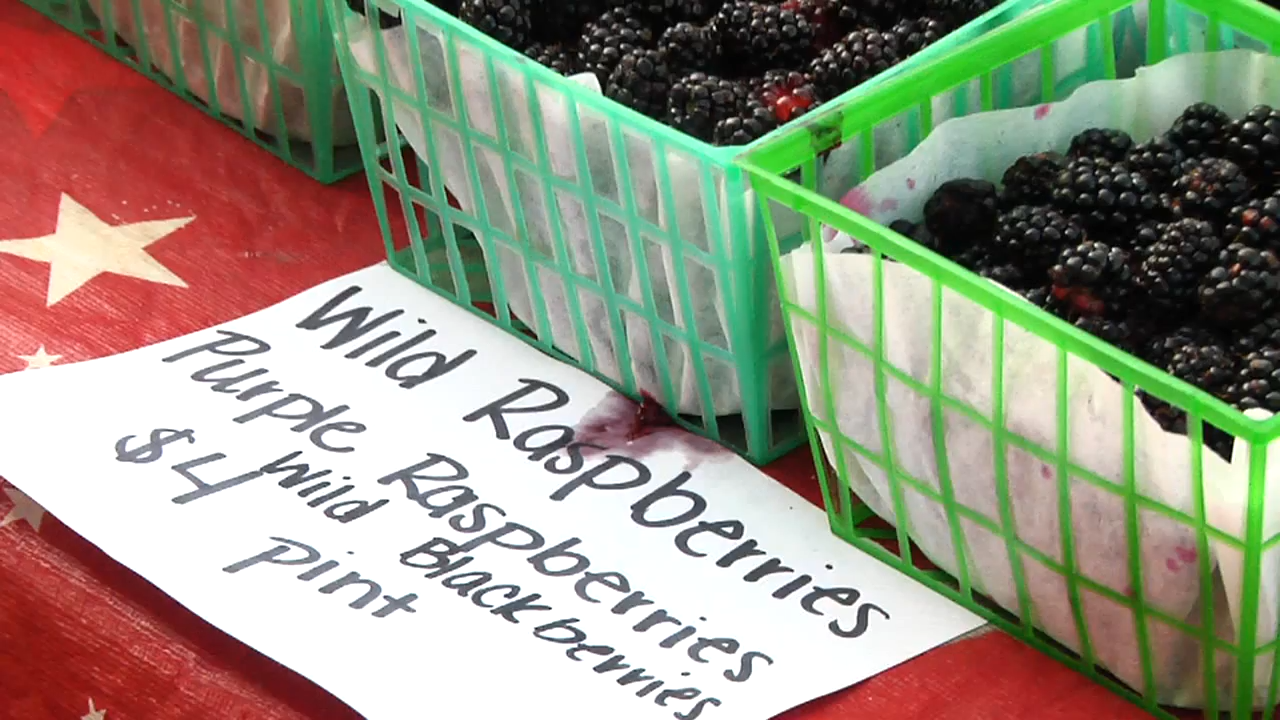 Wild Raspberries
Purple Raspberries
Wild Blackberries
$4 pint